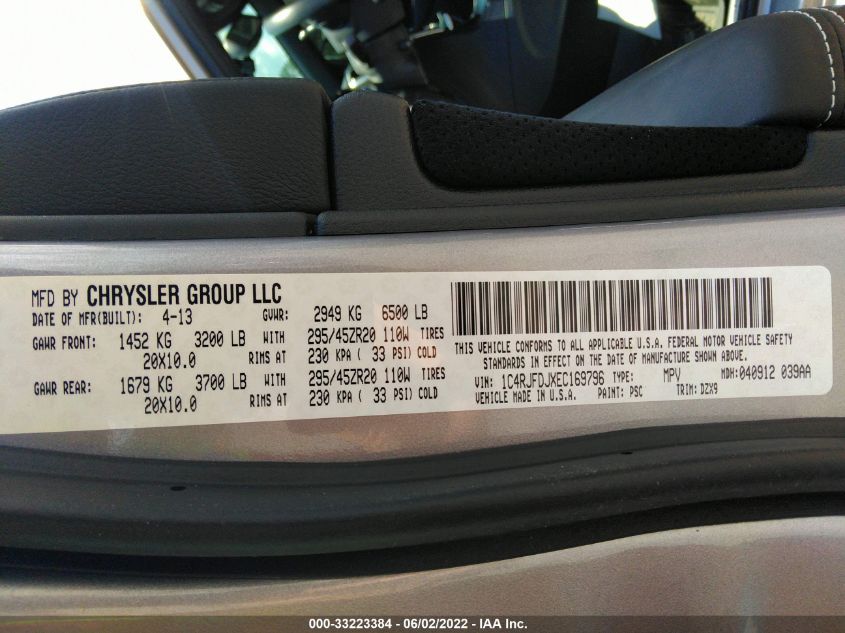 MFD BY CHRYSLER GROUP LLC
DATE OF MFR(BUILT): 4-13 GVWR: 2949 KG 6500 LB
GAWR FRONT: 1452 KG 3200 LB WITH 295/45ZR20 110W TIRES
20X10.0 RIMS AT 230 KPA ( 33 PSI) COLD
GAWR REAR: 1679 KG 3700 LB WITH 295/45ZR20 110W TIRES
20X10.0 RIMS AT 230 KPA ( 33 PSI) COLD
THIS VEHICLE CONFORMS TO ALL APPLICABLE U.S.A. FEDERAL MOTOR VEHICLE SAFETY
STANDARDS IN EFFECT ON THE DATE OF MANUFACTURE SHOWN ABOVE.
VIN: 1C4RJFDJXEC169796 TYPE: MPV MDH:040912 039AA
VEHICLE MADE IN U.S.A. PAINT: PSC TRIM: DZX9
000-33223384 - 06/02/2022 - IAA Inc.